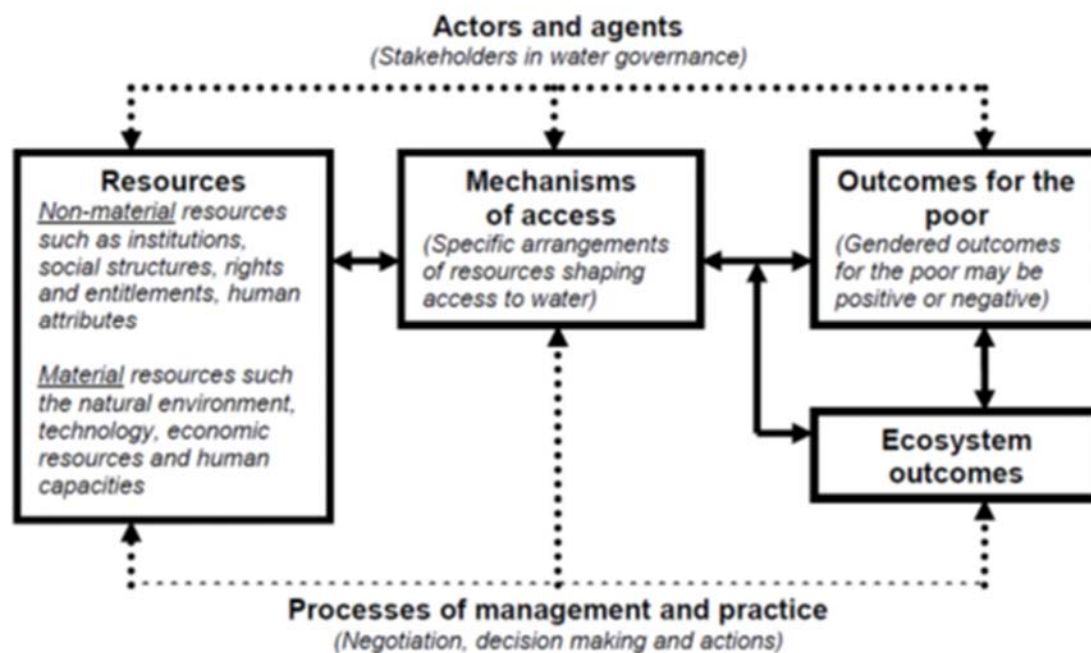 Actors and agents
(Stakeholders in water governance)
Resources
Non-material resources
such as institutions,
social structures, rights
and entitlements, human
attributes
Material resources such
the natural environment,
technology, economic
resources and human
capacities
Mechanisms
of access
(Specific arrangements
of resources shaping
access to water)
Outcomes for the
poor
(Gendered outcomes
for the poor may be
positive or negative)
Ecosystem
outcomes
Processes of management and practice
(Negotiation, decision making and actions)